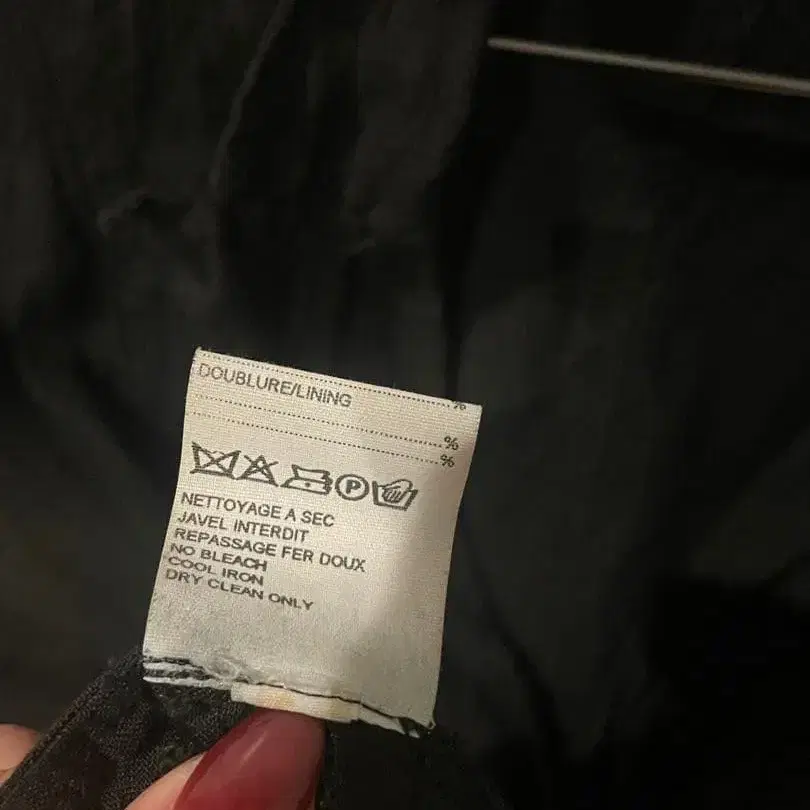 DOUBLURE/LINING
%
%
%
P
NETTOYAGE A SEC
JAVEL INTERDIT
REPASSAGE FER DOUX
NO BLEACH
COOL IRON
DRY CLEAN ONLY